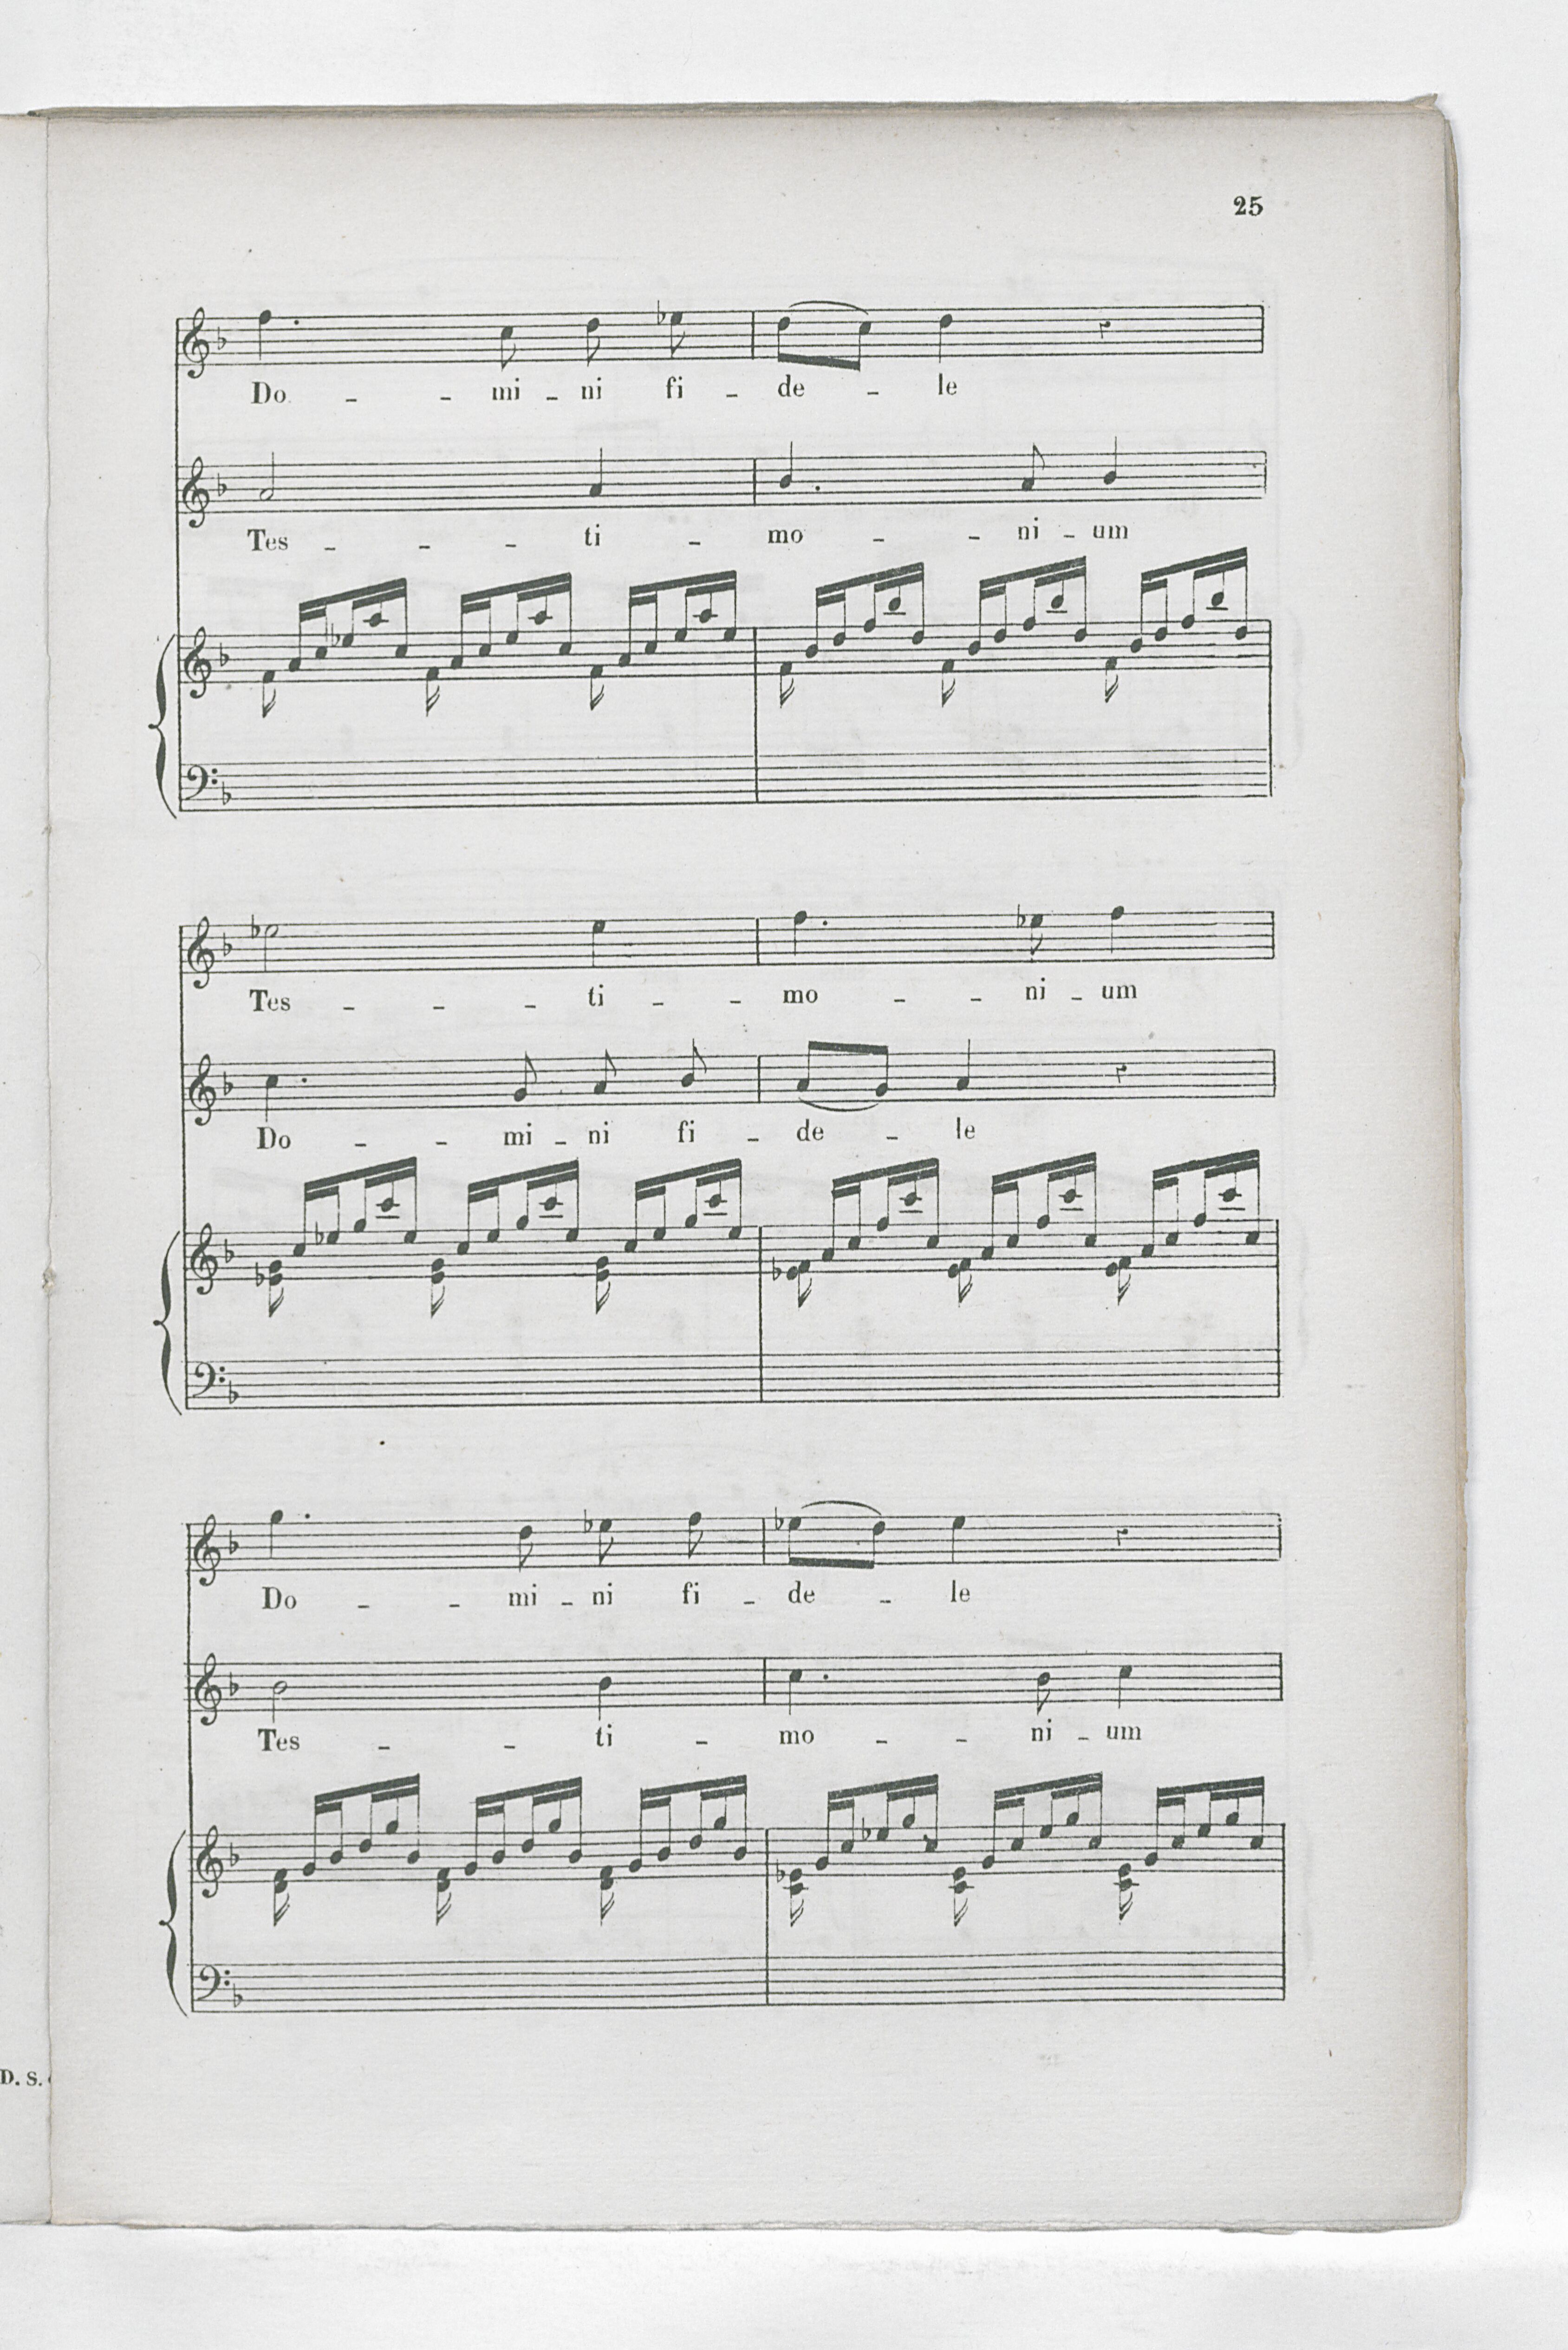 25
Do - - mi - ni fi - de - le
Tes - - - ti - mo - - ni - um
Tes - - - ti - - mo - - ni - um
Do - - mi - ni fi - de - le
Do - - mi - ni fi - de - le
Tes - - ti - mo - - ni - um
D. S.